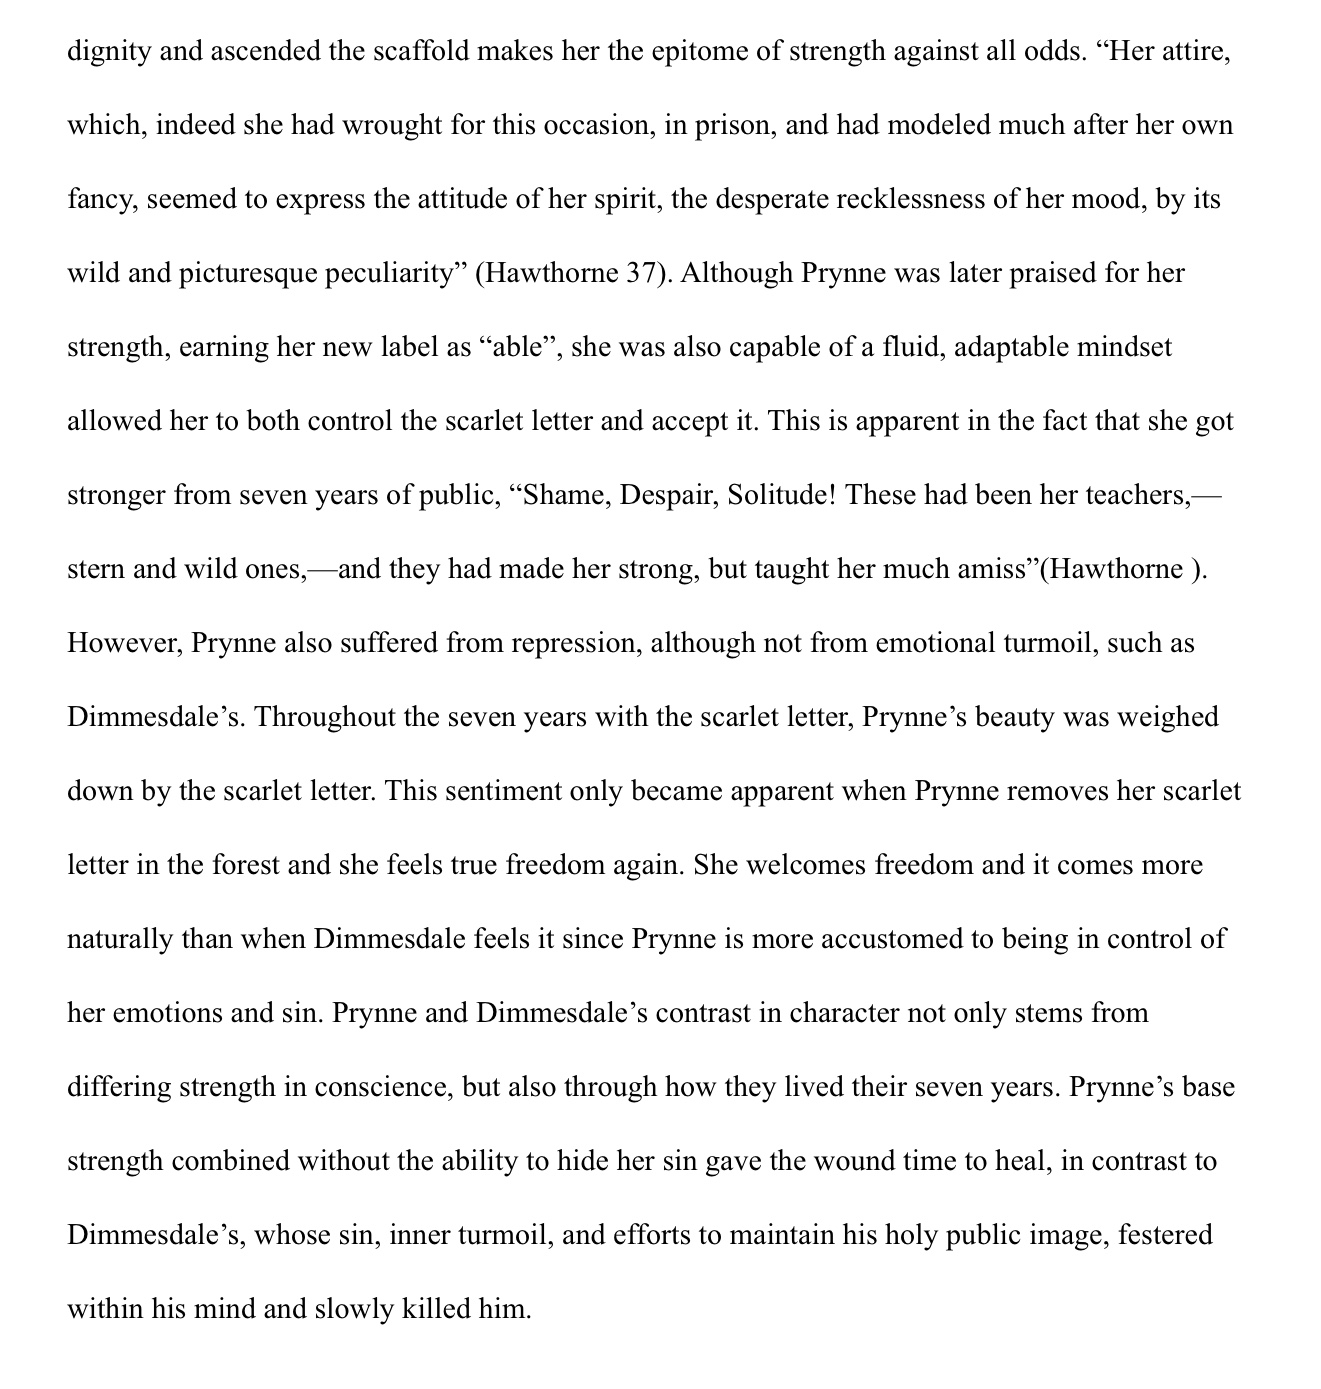 dignity and ascended the scaffold makes her the epitome of strength against all odds. “Her attire,
which, indeed she had wrought for this occasion, in prison, and had modeled much after her own
fancy, seemed to express the attitude of her spirit, the desperate recklessness of her mood, by its
wild and picturesque peculiarity” (Hawthorne 37). Although Prynne was later praised for her
strength, earning her new label as “able”, she was also capable of a fluid, adaptable mindset
allowed her to both control the scarlet letter and accept it. This is apparent in the fact that she got
stronger from seven years of public, “Shame, Despair, Solitude! These had been her teachers,—
stern and wild ones,—and they had made her strong, but taught her much amiss”(Hawthorne ).
However, Prynne also suffered from repression, although not from emotional turmoil, such as
Dimmesdale’s. Throughout the seven years with the scarlet letter, Prynne’s beauty was weighed
down by the scarlet letter. This sentiment only became apparent when Prynne removes her scarlet
letter in the forest and she feels true freedom again. She welcomes freedom and it comes more
naturally than when Dimmesdale feels it since Prynne is more accustomed to being in control of
her emotions and sin. Prynne and Dimmesdale’s contrast in character not only stems from
differing strength in conscience, but also through how they lived their seven years. Prynne’s base
strength combined without the ability to hide her sin gave the wound time to heal, in contrast to
Dimmesdale’s, whose sin, inner turmoil, and efforts to maintain his holy public image, festered
within his mind and slowly killed him.